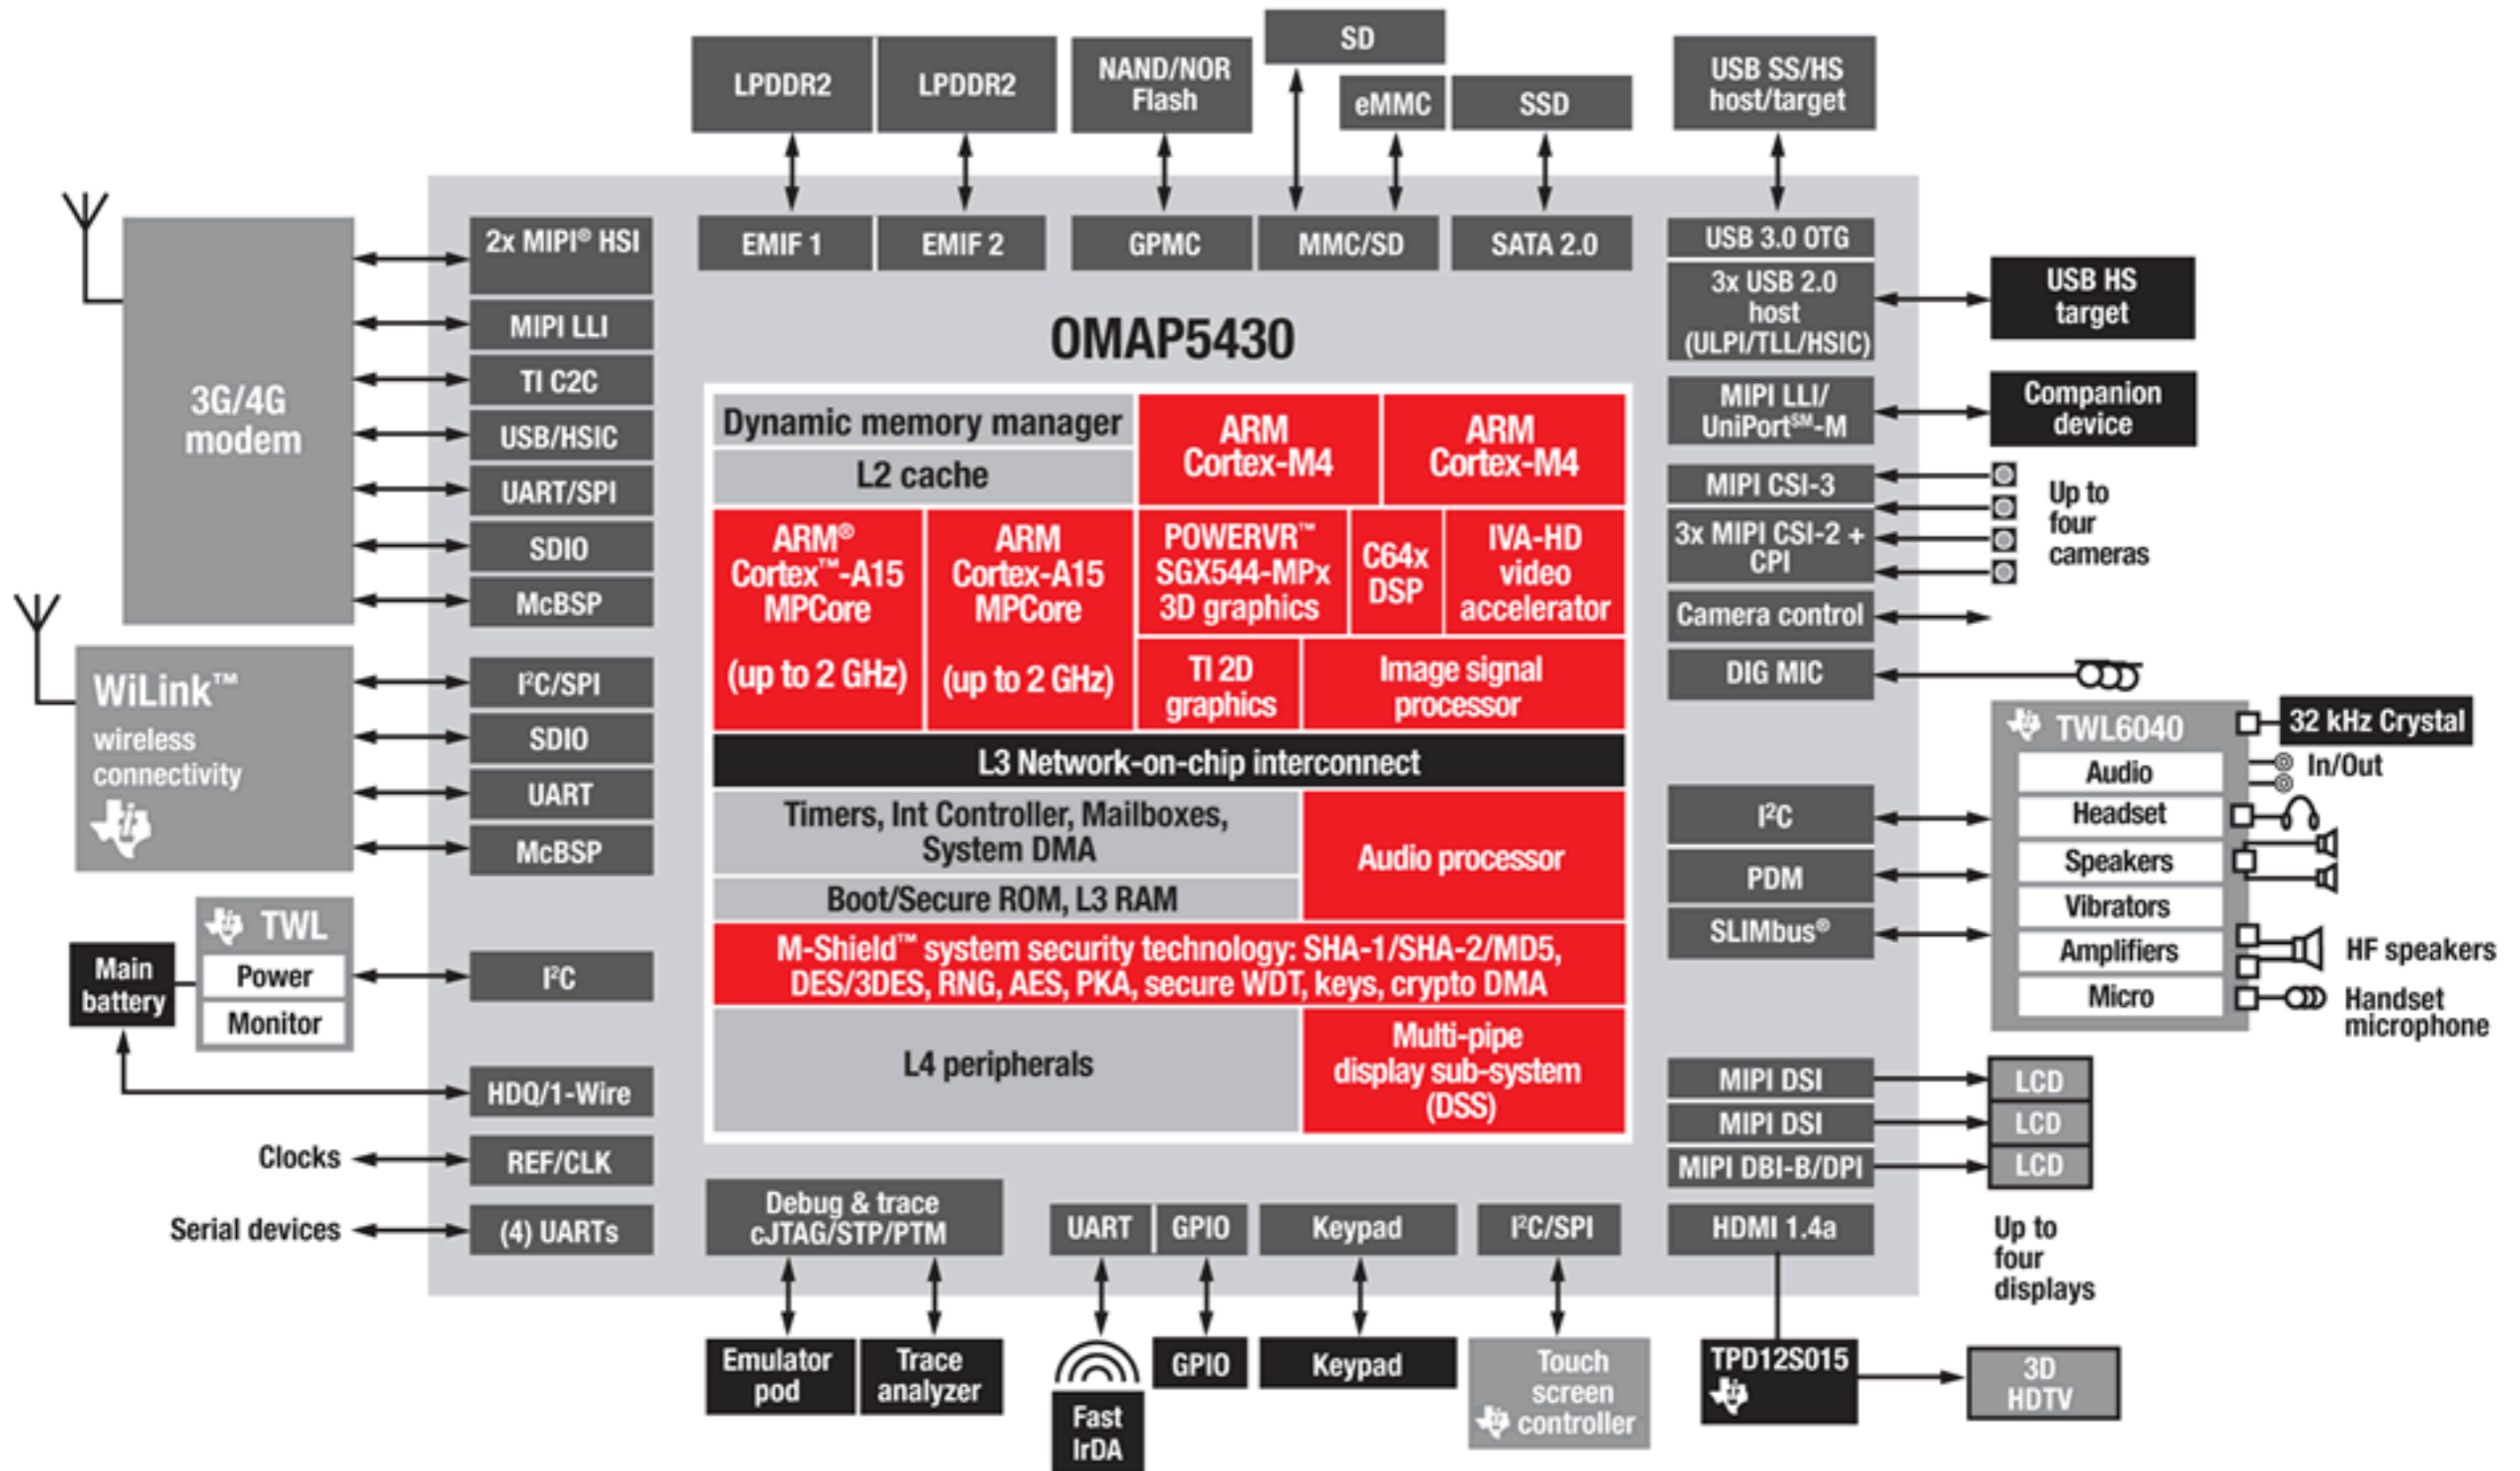 SD
LPDDR2
LPDDR2
NAND/NOR
Flash
eMMC
SSD
USB SS/HS
host/target
EMIF 1
EMIF 2
GPMC
MMC/SD
SATA 2.0
3G/4G
modem
2x MIPI® HSI
MIPI LLI
TI C2C
USB/HSIC
UART/SPI
SDIO
McBSP
WiLink™
wireless
connectivity
I²C/SPI
SDIO
UART
McBSP
TWL
Power
Monitor
Main
battery
I²C
HDQ/1-Wire
Clocks
REF/CLK
Serial devices
(4) UARTs
OMAP5430
Dynamic memory manager
L2 cache
ARM
Cortex-M4
ARM
Cortex-M4
ARM®
Cortex™-A15
MPCore
(up to 2 GHz)
ARM
Cortex-A15
MPCore
(up to 2 GHz)
POWERVR™
SGX544-MPx
3D graphics
C64x
DSP
IVA-HD
video
accelerator
TI 2D
graphics
Image signal
processor
L3 Network-on-chip interconnect
Timers, Int Controller, Mailboxes,
System DMA
Boot/Secure ROM, L3 RAM
Audio processor
M-Shield™ system security technology: SHA-1/SHA-2/MD5,
DES/3DES, RNG, AES, PKA, secure WDT, keys, crypto DMA
L4 peripherals
Multi-pipe
display sub-system
(DSS)
USB 3.0 OTG
3x USB 2.0
host
(ULPI/TLL/HSIC)
USB HS
target
MIPI LLI/
UniPort℠-M
Companion
device
MIPI CSI-3
3x MIPI CSI-2 +
CPI
Up to
four
cameras
Camera control
DIG MIC
I²C
PDM
SLIMbus®
TWL6040
Audio
Headset
Speakers
Vibrators
Amplifiers
Micro
32 kHz Crystal
In/Out
HF speakers
Handset
microphone
MIPI DSI
MIPI DSI
MIPI DBI-B/DPI
HDMI 1.4a
LCD
LCD
LCD
Up to
four
displays
Debug & trace
cJTAG/STP/PTM
UART
GPIO
Keypad
I²C/SPI
Emulator
pod
Trace
analyzer
Fast
IrDA
GPIO
Keypad
Touch
screen
controller
TPD12S015
3D
HDTV